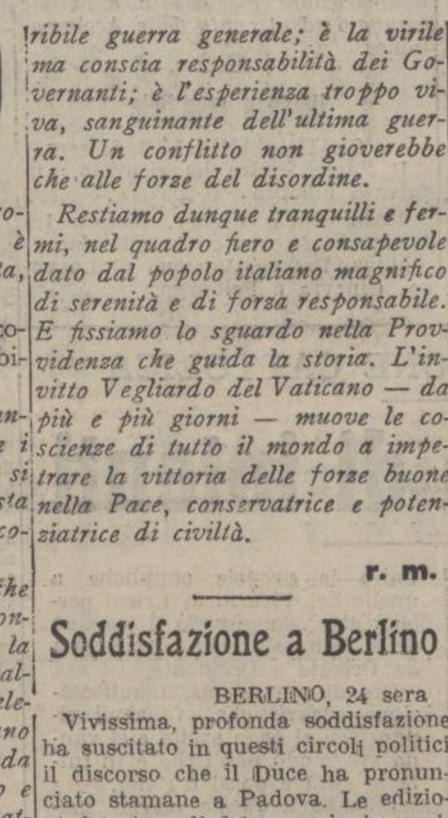 ribile guerra generale; è la virile
ma conscia responsabilità dei Go-
vernanti; è l'esperienza troppo vi-
va, sanguinante dell'ultima guer-
ra. Un conflitto non gioverebbe
che alle forze del disordine.
Restiamo dunque tranquilli e fer-
mi, nel quadro fiero e consapevole
dato dal popolo italiano magnifico
di serenità e di forza responsabile.
E fissiamo lo sguardo nella Prov-
videnza che guida la storia. L'in-
vitto Vegliardo del Vaticano — da
più e più giorni — muove le co-
scienze di tutto il mondo a impe-
trare la vittoria delle forze buone
nella Pace, conservatrice e poten-
ziatrice di civiltà.
r. m.
Soddisfazione a Berlino
BERLINO, 24 sera
Vivissima, profonda soddisfazione
ha suscitato in questi circoli politici
il discorso che il Duce ha pronun-
ciato stamane a Padova. Le edizio-